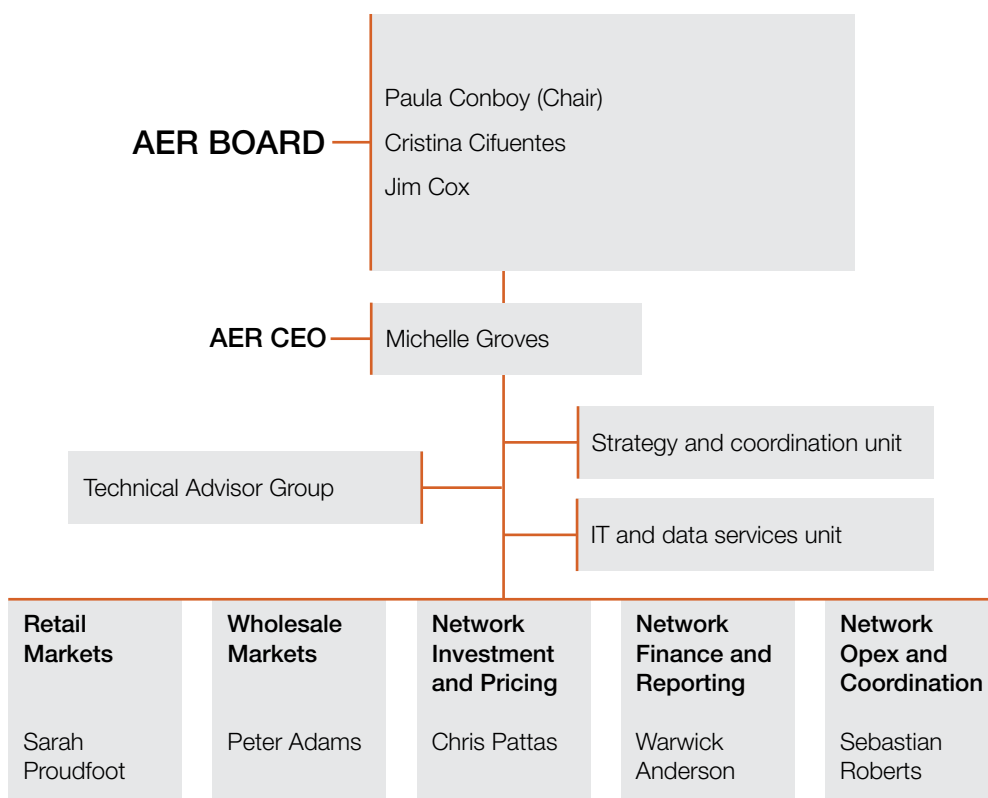 AER BOARD
Paula Conboy (Chair)
Cristina Cifuentes
Jim Cox
AER CEO
Michelle Groves
Strategy and coordination unit
Technical Advisor Group
IT and data services unit
Retail
Markets
Sarah
Proudfoot
Wholesale
Markets
Peter Adams
Network
Investment
and Pricing
Chris Pattas
Network
Finance and
Reporting
Warwick
Anderson
Network
Opex and
Coordination
Sebastian
Roberts